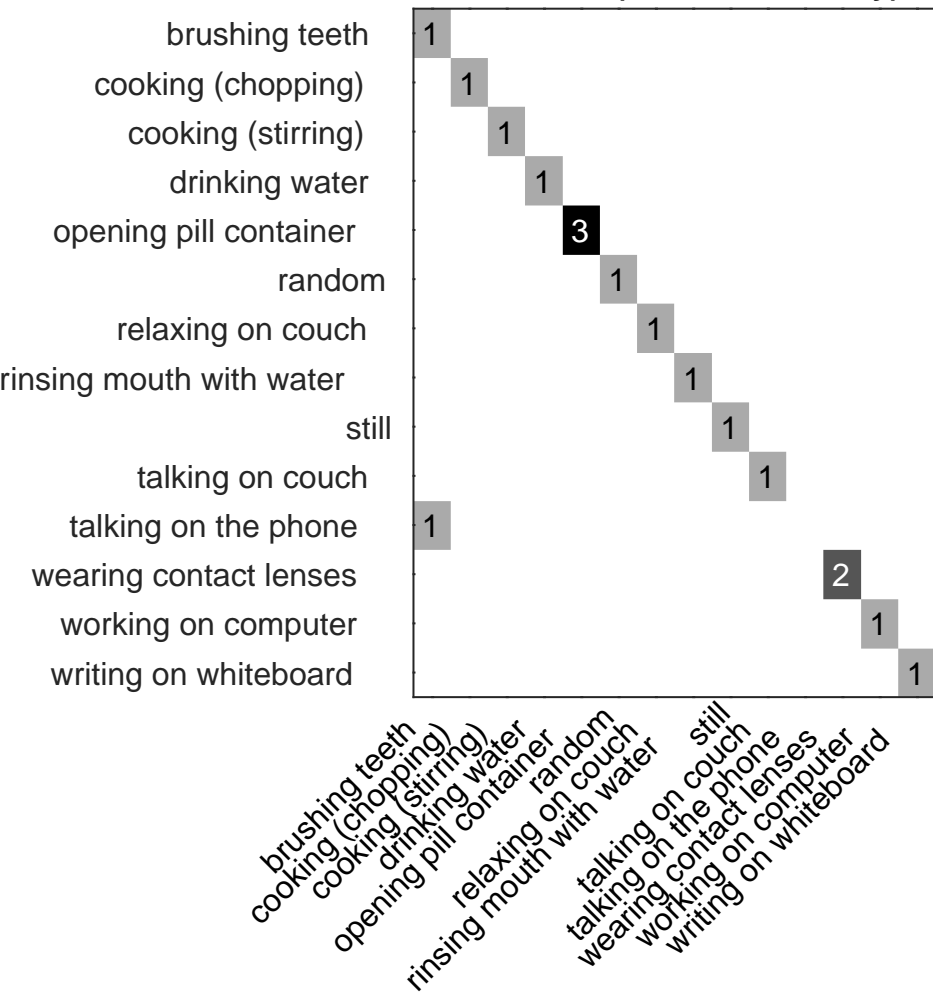 brushing teeth 1
cooking (chopping) 1
cooking (stirring) 1
drinking water 1
opening pill container 3
random 1
relaxing on couch 1
rinsing mouth with water 1
still 1
talking on couch 1
talking on the phone 1
wearing contact lenses 2
working on computer 1
writing on whiteboard 1
brushing teeth
cooking (chopping)
cooking (stirring)
drinking water
opening pill container
random
relaxing on couch
rinsing mouth with water
still
talking on couch
talking on the phone
wearing contact lenses
working on computer
writing on whiteboard